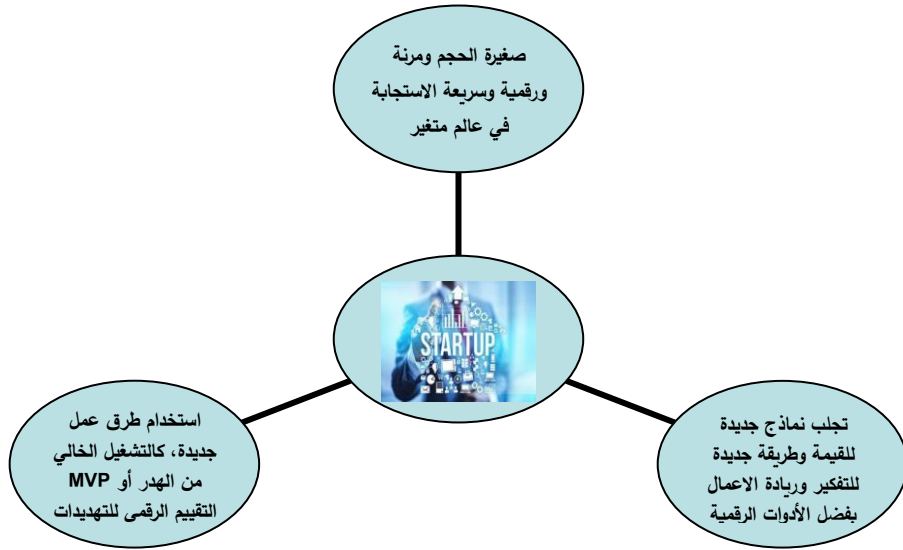 صغيرة الحجم ومرنة
ورقمية وسريعة الاستجابة
في عالم متغير
STARTUP
استخدام طرق عمل
جديدة، كالتشغيل الخالي
من الهدر أو MVP
التقييم الرقمي للتهديدات
تجلب نماذج جديدة
للقيمة وطريقة جديدة
للتفكير وريادة الاعمال
بفضل الأدوات الرقمية